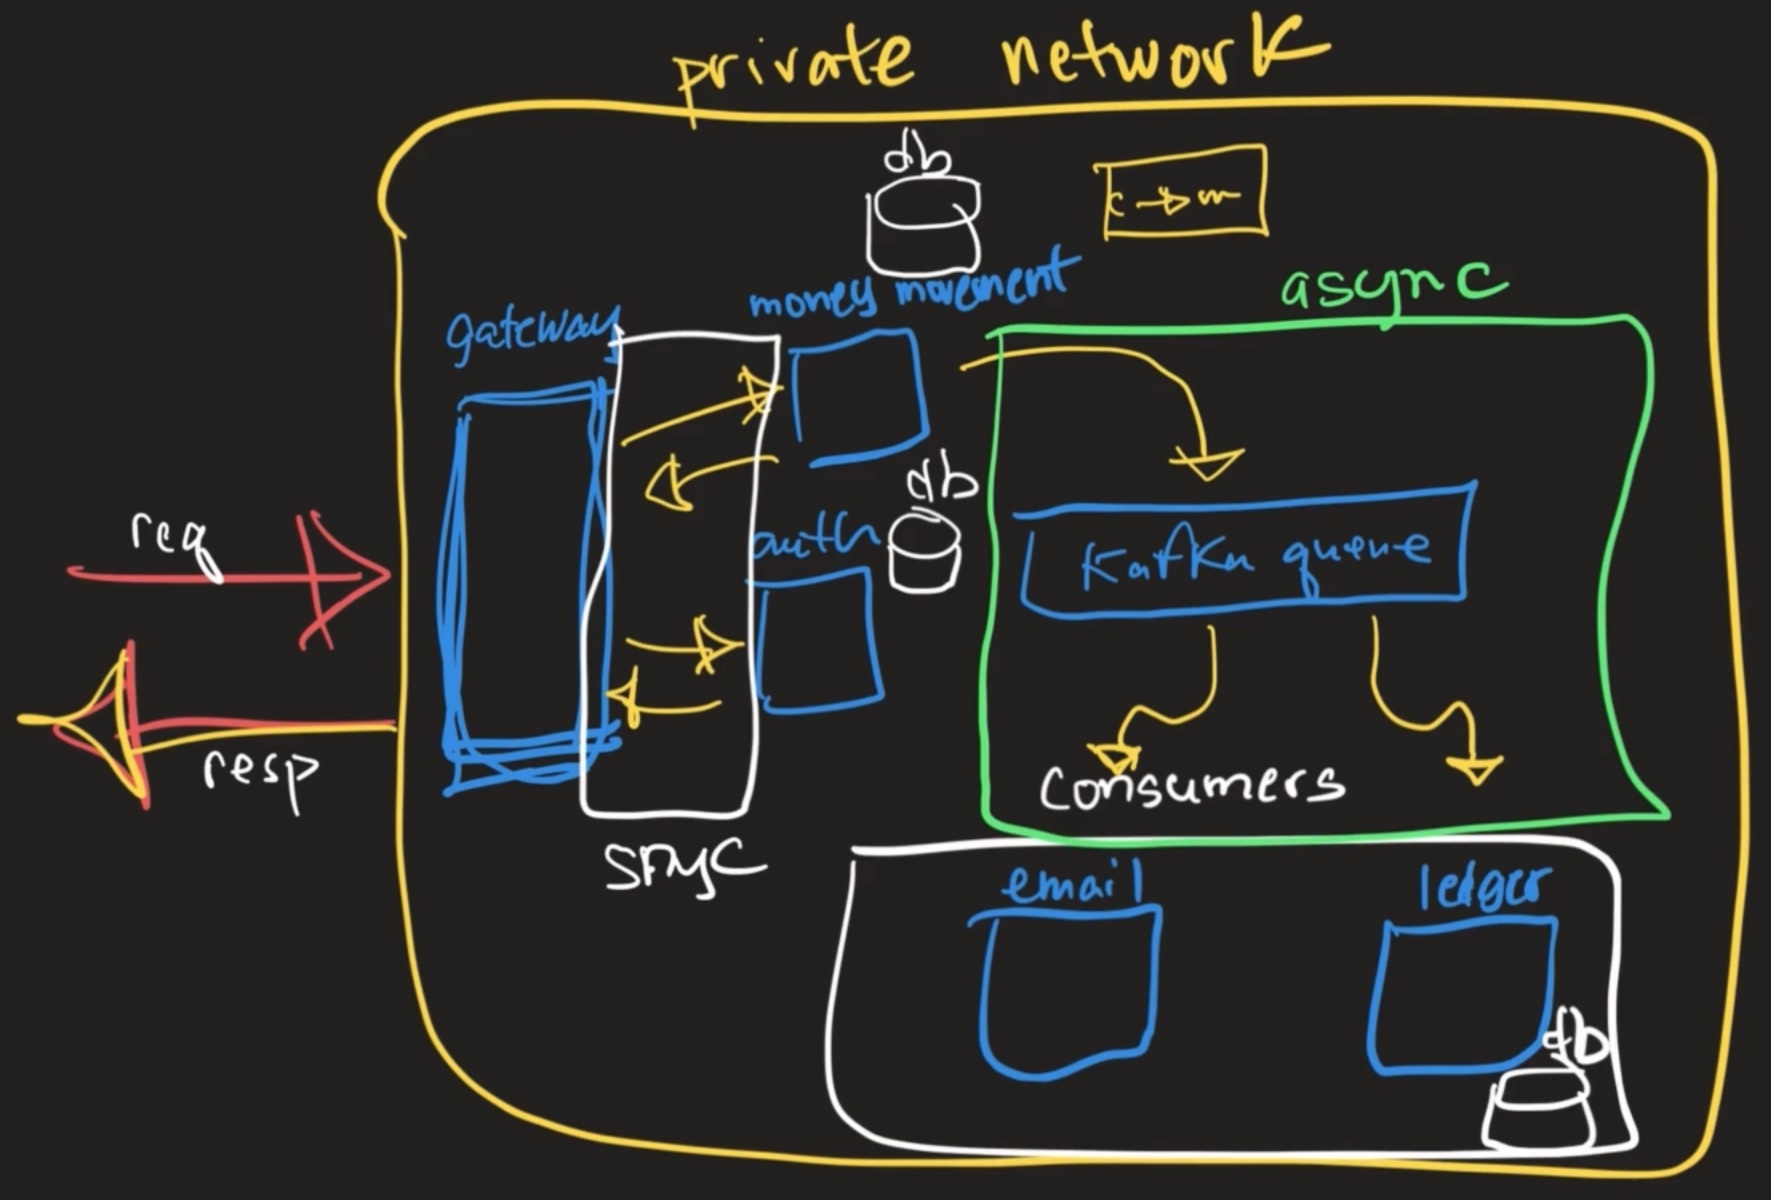 private network
db
c → m
money movement
async
gateway
db
req
auth
Kafka queue
resp
consumers
sync
email
ledger
db